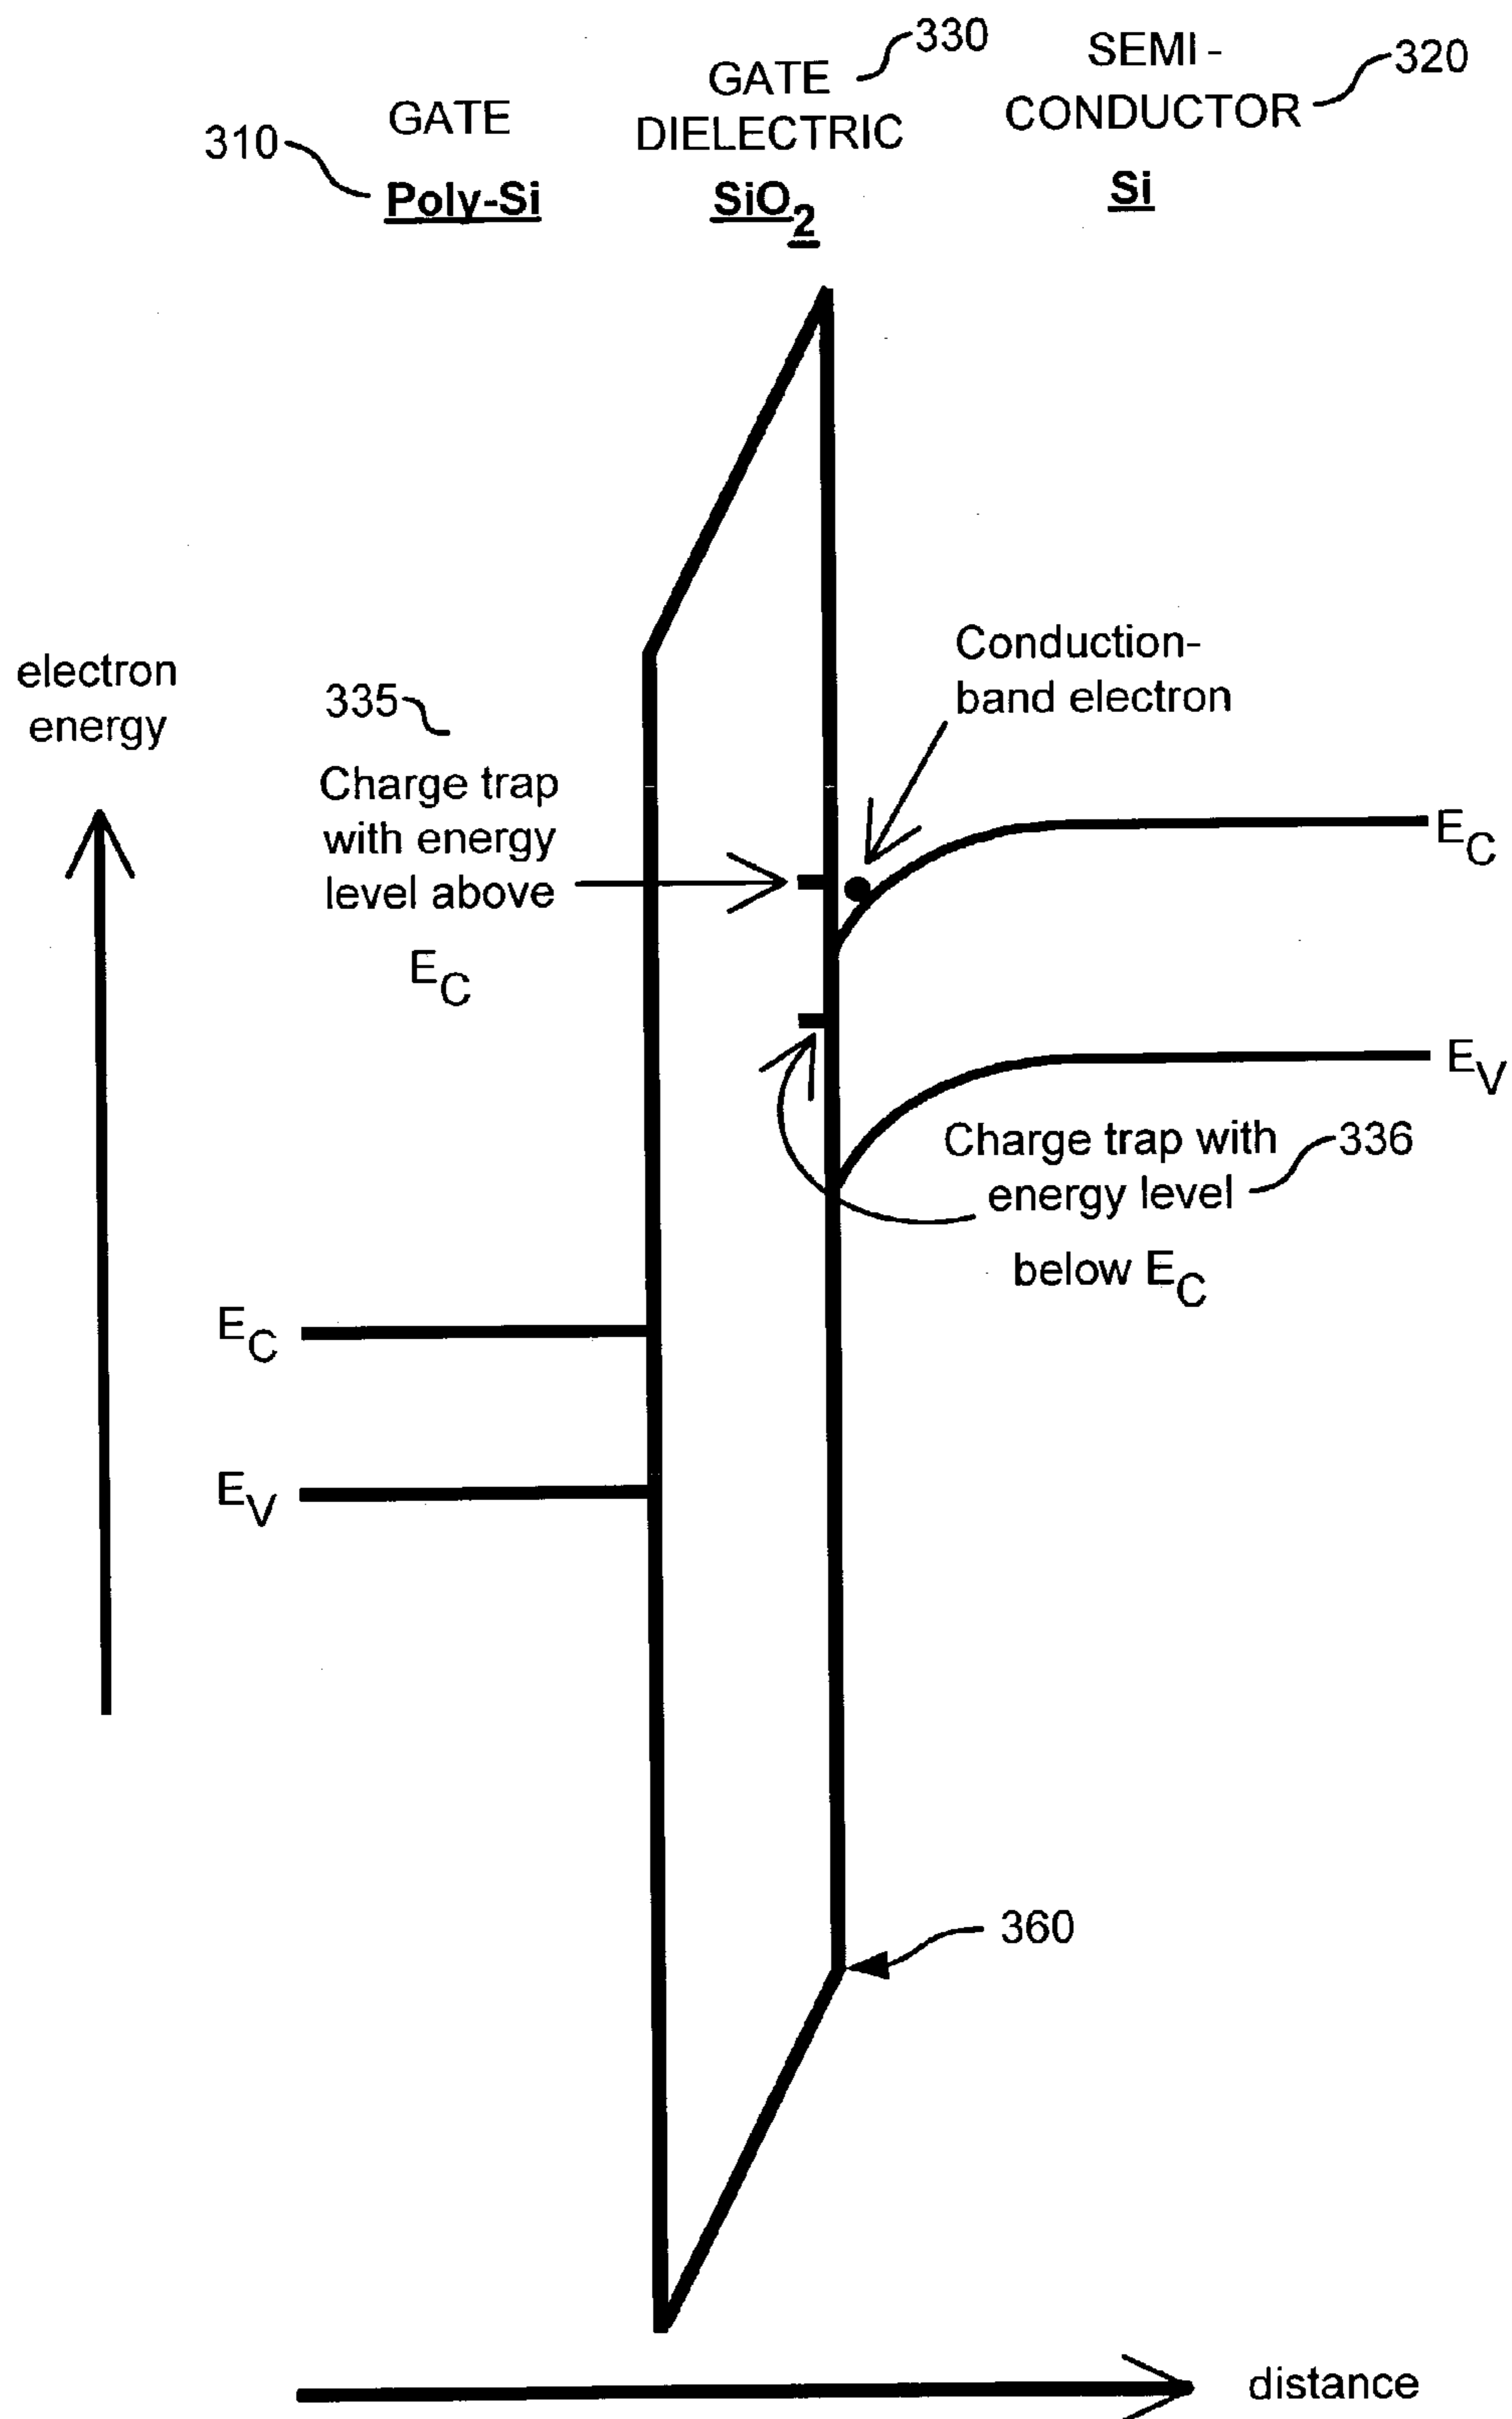 310
GATE
Poly-Si
330
GATE
DIELECTRIC
SiO2
320
SEMI-
CONDUCTOR
Si
electron
energy
335
Charge trap
with energy
level above
EC
Conduction-
band electron
EC
EV
Charge trap with
energy level
below EC
336
EC
EV
360
distance